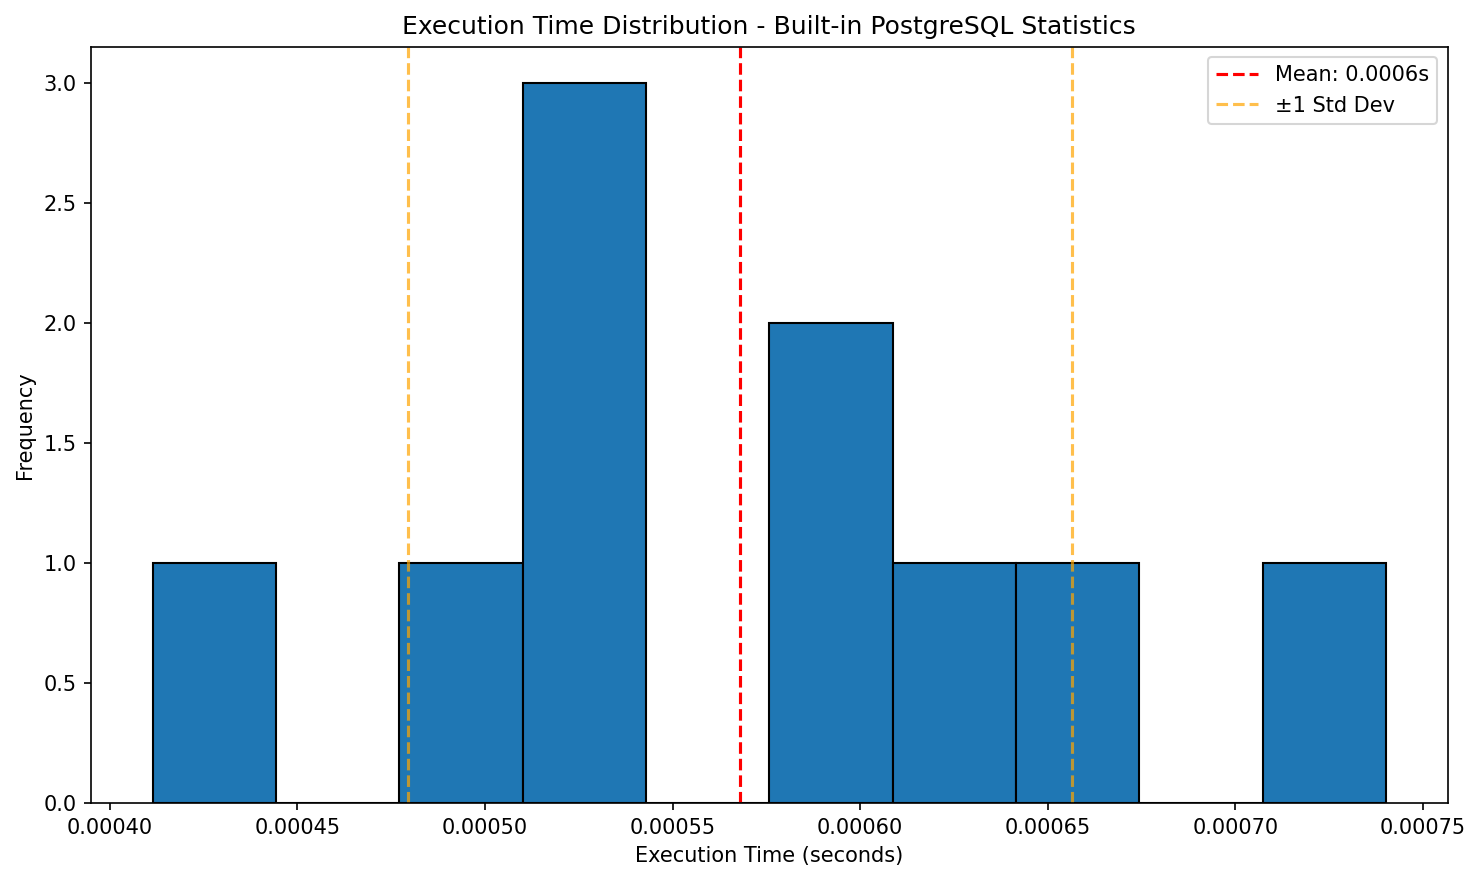 Execution Time Distribution - Built-in PostgreSQL Statistics
Mean: 0.0006s
±1 Std Dev
Frequency
3.0
2.5
2.0
1.5
1.0
0.5
0.0
0.00040 0.00045 0.00050 0.00055 0.00060 0.00065 0.00070 0.00075
Execution Time (seconds)